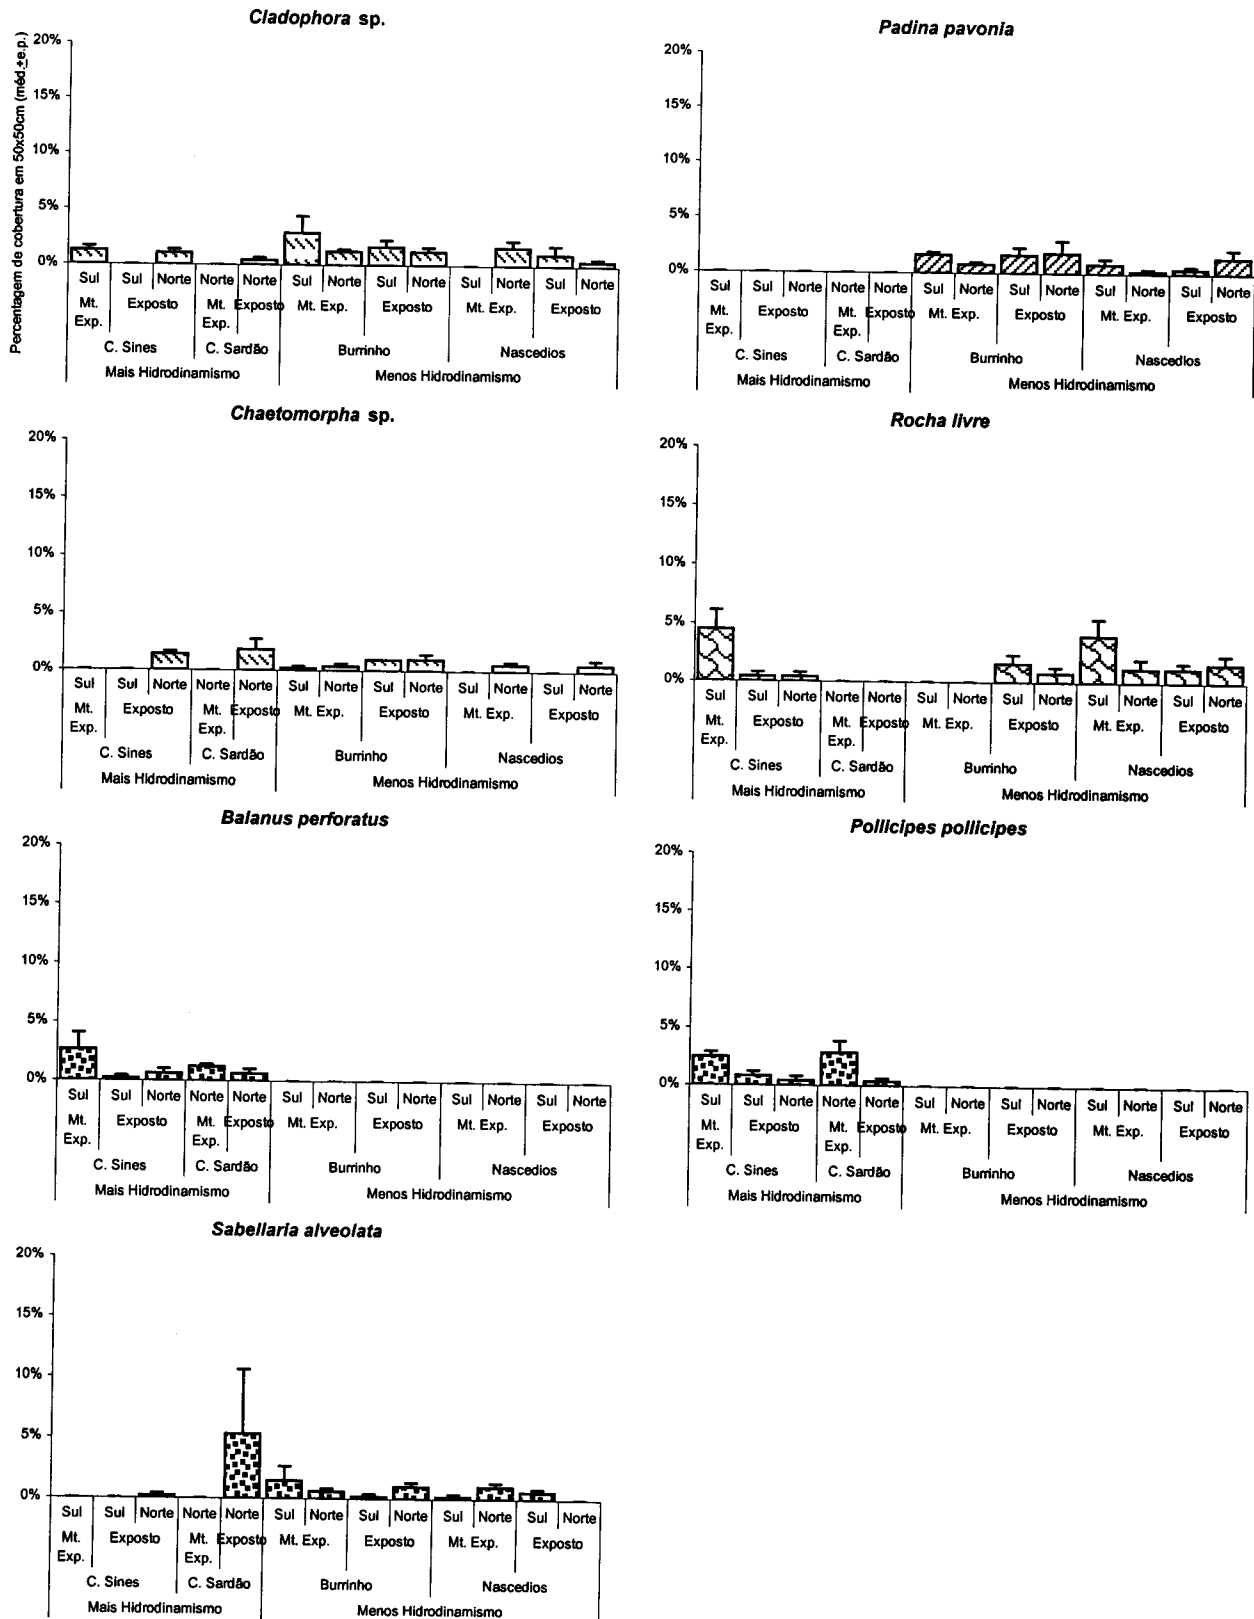 Cladophora sp.
Percentagem de cobertura em 50x50cm (méd.±e.p.)
20%
15%
10%
5%
0%
Sul Sul Norte Norte Norte Sul Norte Sul Norte Sul Norte Sul Norte
Mt. Exp. Exposto Mt. Exp. Exposto Mt. Exp. Exposto Mt. Exp. Exposto
C. Sines C. Sardão Burrinho Nascedios
Mais Hidrodinamismo Menos Hidrodinamismo
Padina pavonia
20%
15%
10%
5%
0%
Sul Sul Norte Norte Norte Sul Norte Sul Norte Sul Norte Sul Norte
Mt. Exp. Exposto Mt. Exp. Exposto Mt. Exp. Exposto Mt. Exp. Exposto
C. Sines C. Sardão Burrinho Nascedios
Mais Hidrodinamismo Menos Hidrodinamismo
Chaetomorpha sp.
20%
15%
10%
5%
0%
Sul Sul Norte Norte Norte Sul Norte Sul Norte Sul Norte Sul Norte
Mt. Exp. Exposto Mt. Exp. Exposto Mt. Exp. Exposto Mt. Exp. Exposto
C. Sines C. Sardão Burrinho Nascedios
Mais Hidrodinamismo Menos Hidrodinamismo
Rocha livre
20%
15%
10%
5%
0%
Sul Sul Norte Norte Norte Sul Norte Sul Norte Sul Norte Sul Norte
Mt. Exp. Exposto Mt. Exp. Exposto Mt. Exp. Exposto Mt. Exp. Exposto
C. Sines C. Sardão Burrinho Nascedios
Mais Hidrodinamismo Menos Hidrodinamismo
Balanus perforatus
20%
15%
10%
5%
0%
Sul Sul Norte Norte Norte Sul Norte Sul Norte Sul Norte Sul Norte
Mt. Exp. Exposto Mt. Exp. Exposto Mt. Exp. Exposto Mt. Exp. Exposto
C. Sines C. Sardão Burrinho Nascedios
Mais Hidrodinamismo Menos Hidrodinamismo
Pollicipes pollicipes
20%
15%
10%
5%
0%
Sul Sul Norte Norte Norte Sul Norte Sul Norte Sul Norte Sul Norte
Mt. Exp. Exposto Mt. Exp. Exposto Mt. Exp. Exposto Mt. Exp. Exposto
C. Sines C. Sardão Burrinho Nascedios
Mais Hidrodinamismo Menos Hidrodinamismo
Sabellaria alveolata
20%
15%
10%
5%
0%
Sul Sul Norte Norte Norte Sul Norte Sul Norte Sul Norte Sul Norte
Mt. Exp. Exposto Mt. Exp. Exposto Mt. Exp. Exposto Mt. Exp. Exposto
C. Sines C. Sardão Burrinho Nascedios
Mais Hidrodinamismo Menos Hidrodinamismo